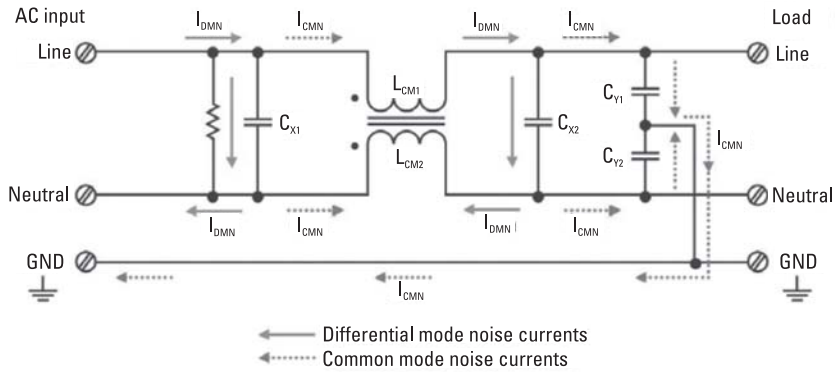 AC input
I_DMN
I_CMN
I_DMN
I_CMN
Load
Line
Line
L_CM1
C_X1
C_X2
C_Y1
I_CMN
L_CM2
C_Y2
Neutral
Neutral
I_DMN
I_CMN
I_DMN
I_CMN
GND
GND
I_CMN
Differential mode noise currents
Common mode noise currents